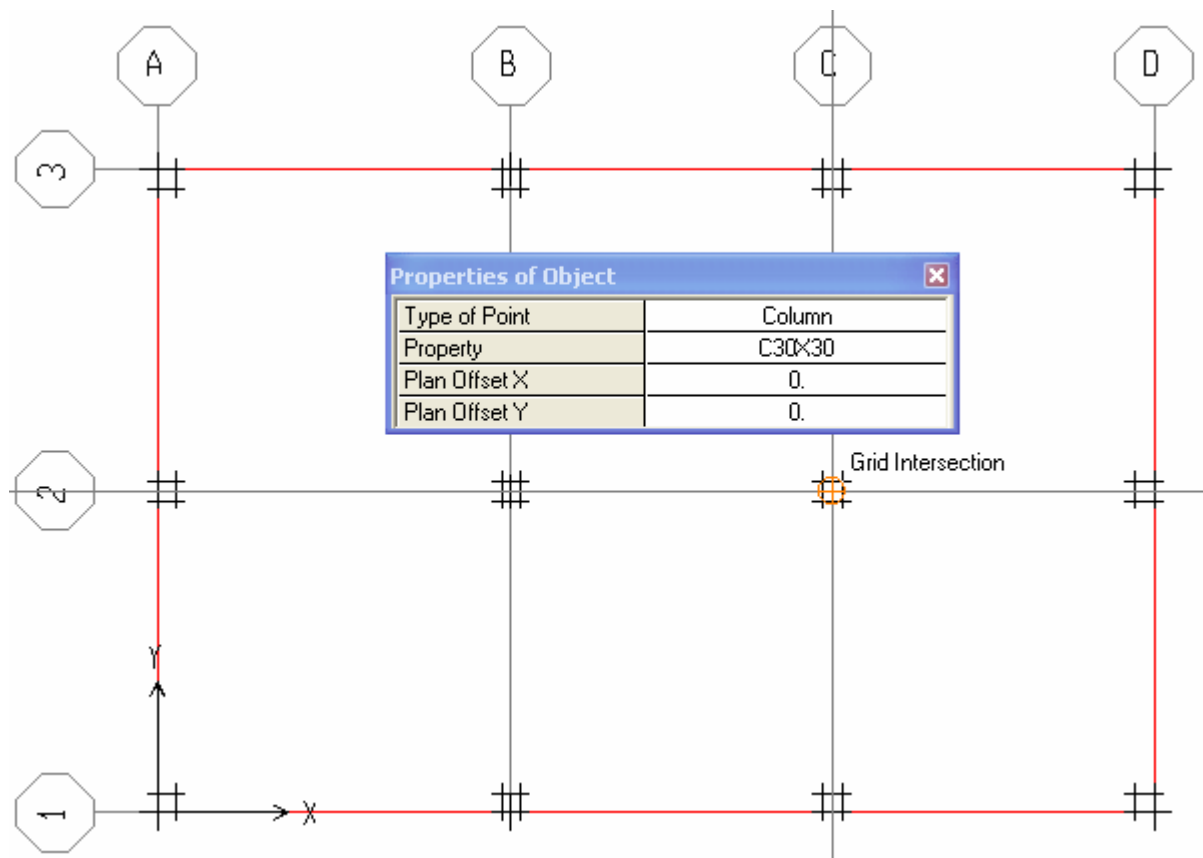 A B C D
3
Properties of Object
Type of Point Column
Property C30X30
Plan Offset X 0.
Plan Offset Y 0.
Grid Intersection
2
Y
X
1